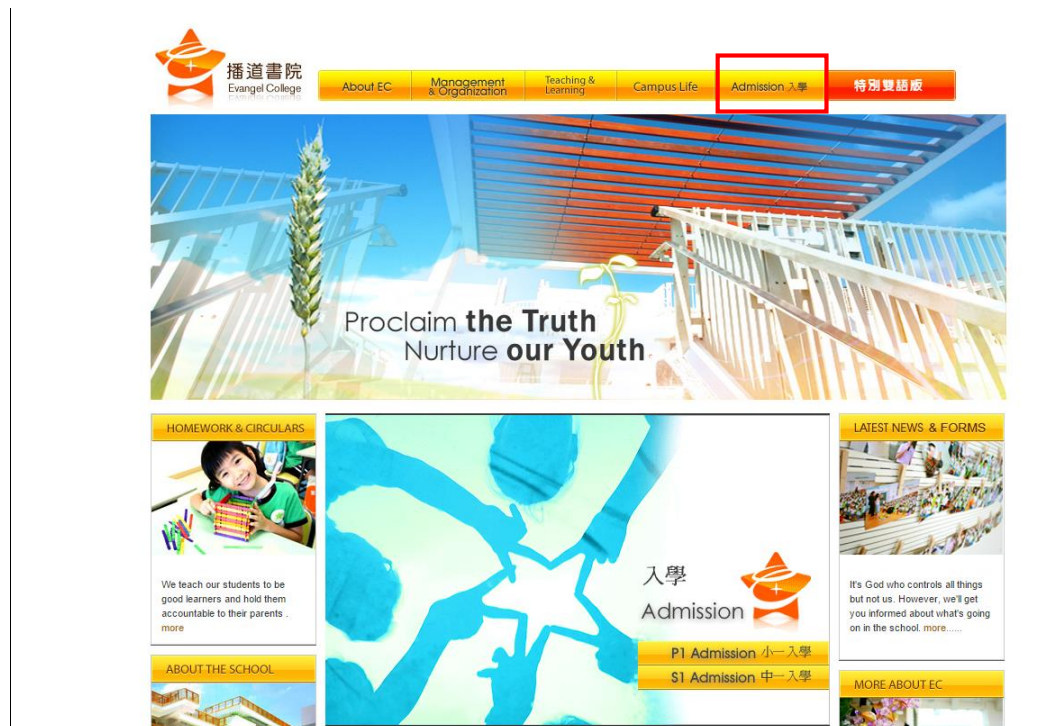 播道書院
Evangel College
About EC
Management
& Organization
Teaching &
Learning
Campus Life
Admission 入學
特別雙語版
Proclaim the Truth
Nurture our Youth
HOMEWORK & CIRCULARS
We teach our students to be
good learners and hold them
accountable to their parents .
more
ABOUT THE SCHOOL
入學
Admission
P1 Admission 小一入學
S1 Admission 中一入學
LATEST NEWS & FORMS
It's God who controls all things
but not us. However, we'll get
you informed about what's going
on in the school. more......
MORE ABOUT EC